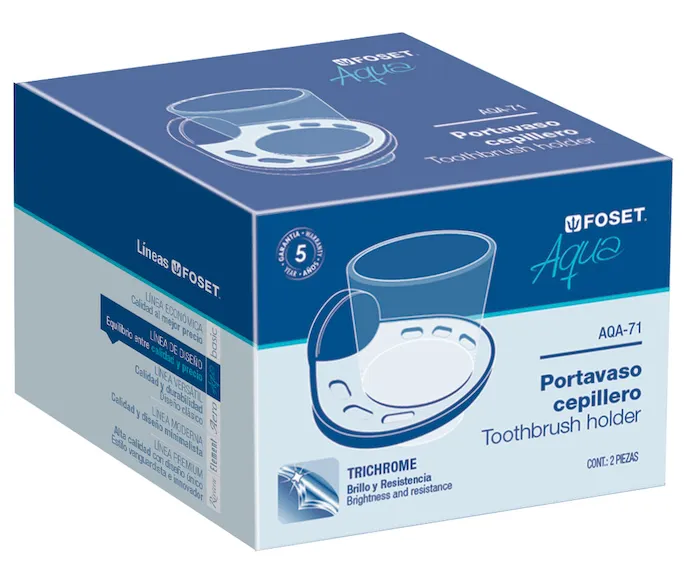 FOSET
Aqua
AQA-71
Portavaso
cepillero
Toothbrush holder
Líneas FOSET
LÍNEA ECONÓMICA
Calidad al mejor precio
basic
LÍNEA DE DISEÑO
Equilibrio entre calidad y precio
Aqua
LÍNEA VERSÁTIL
Calidad y durabilidad
Diseño clásico
Aero
LÍNEA MODERNA
Calidad y diseño minimalista
Element
LÍNEA PREMIUM
Alta calidad con diseño único
Estilo vanguardista e innovador
GARANTÍA · WARRANTY
5
YEAR · AÑOS
FOSET
Aqua
AQA-71
Portavaso
cepillero
Toothbrush holder
CONT.: 2 PIEZAS
TRICHROME
Brillo y Resistencia
Brightness and resistance